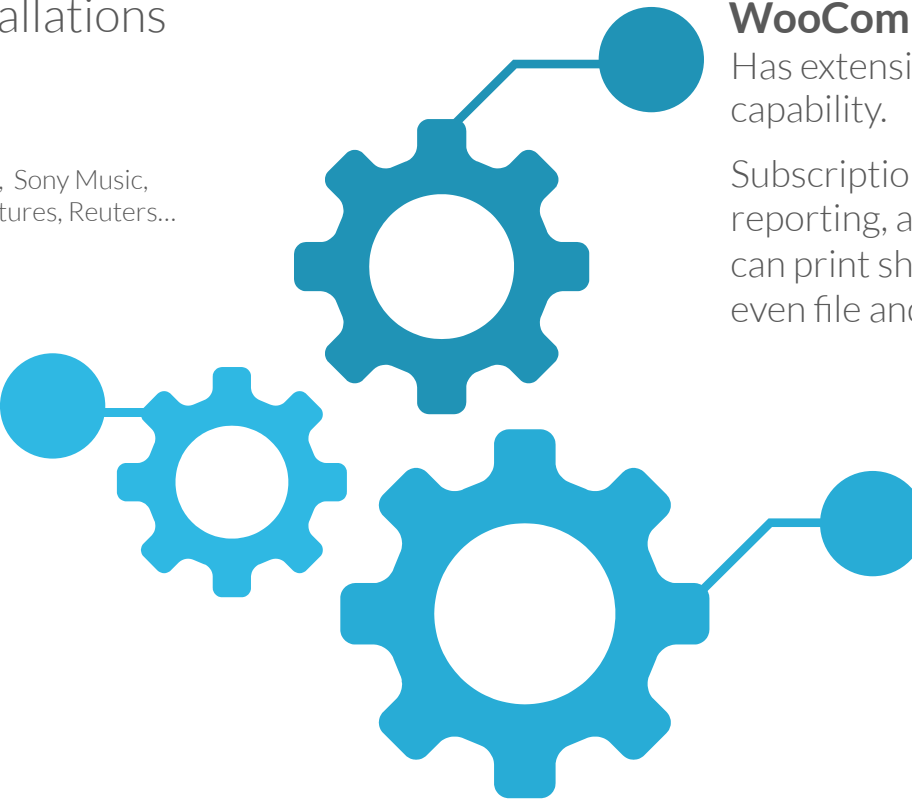 allations
, Sony Music,
tures, Reuters...
WooCom
Has extensi
capability.
Subscriptio
reporting, a
can print sh
even file and